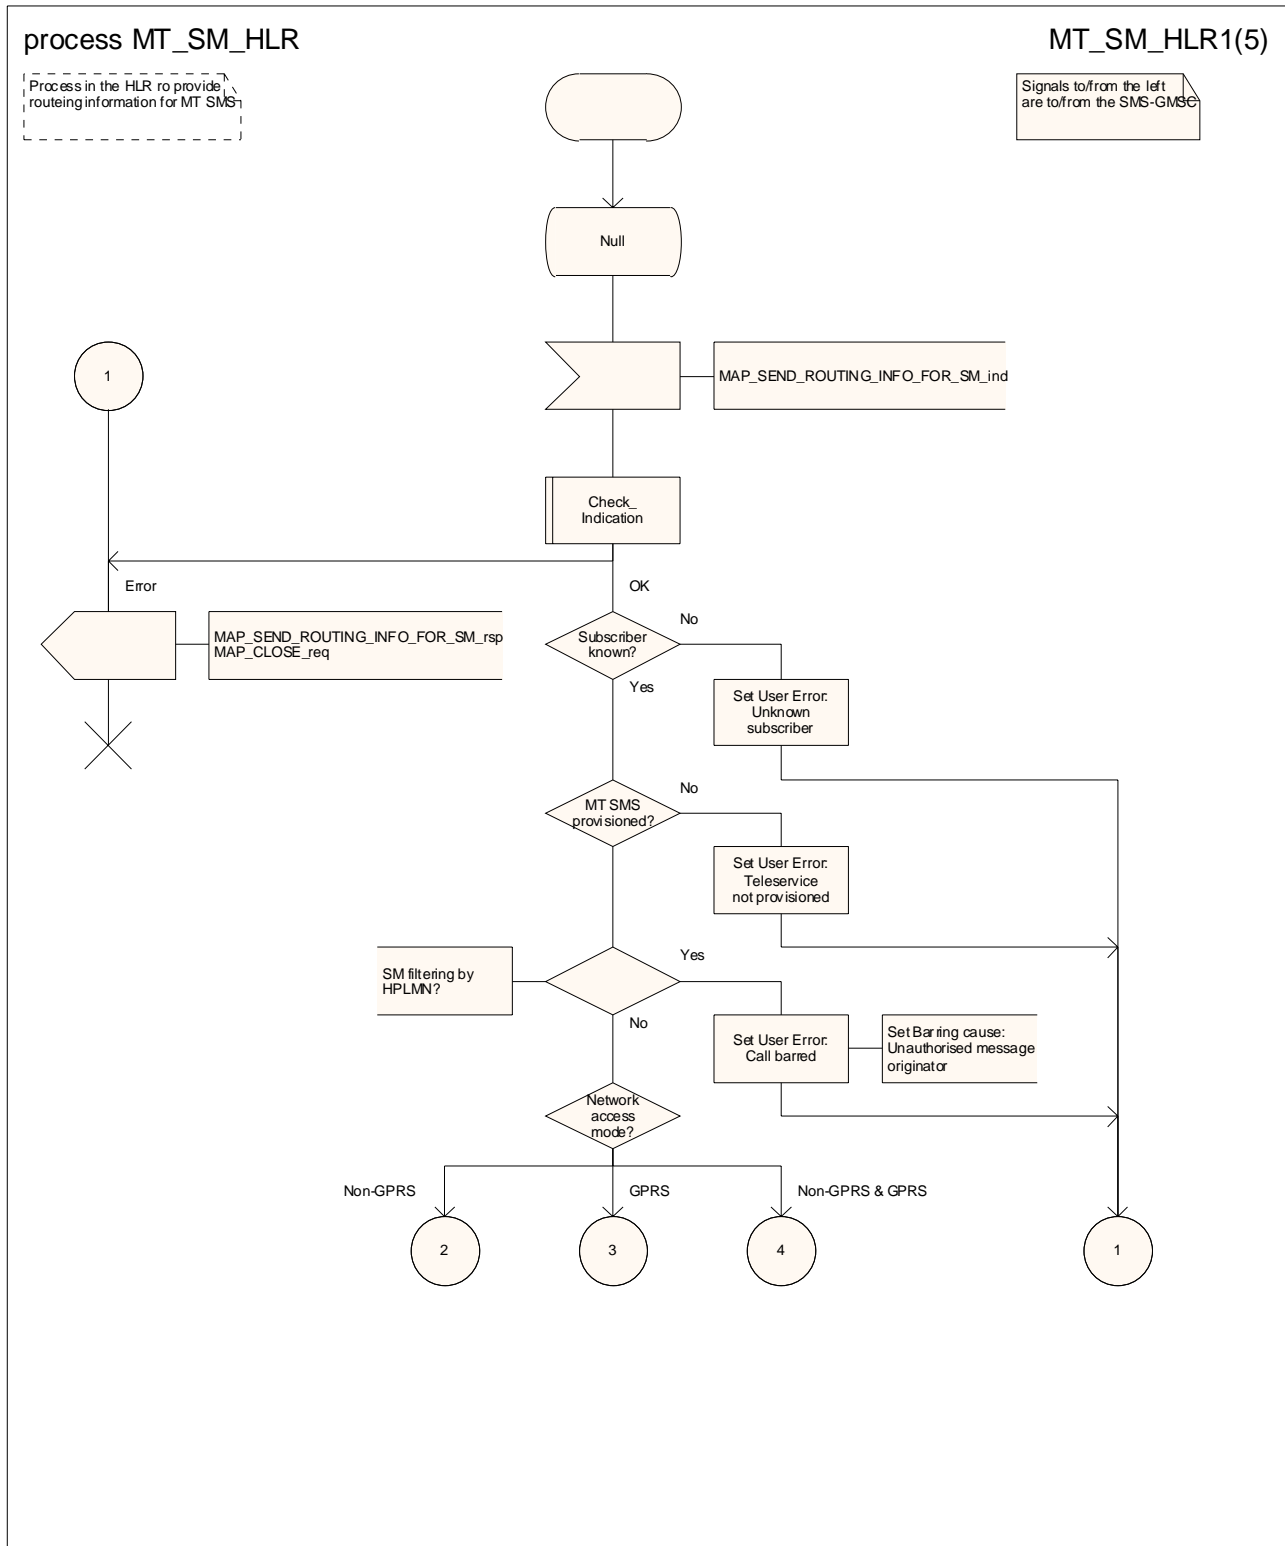 process MT_SM_HLR
MT_SM_HLR1(5)
Process in the HLR ro provide
routeing information for MT SMS
Signals to/from the left
are to/from the SMS-GMSC
Null
1
MAP_SEND_ROUTING_INFO_FOR_SM_ind
Check_
Indication
Error
OK
MAP_SEND_ROUTING_INFO_FOR_SM_rsp
MAP_CLOSE_req
Subscriber
known?
No
Yes
Set User Error:
Unknown
subscriber
MT SMS
provisioned?
No
Set User Error:
Teleservice
not provisioned
SM filtering by
HPLMN?
Yes
No
Set User Error:
Call barred
Set Barring cause:
Unauthorised message
originator
Network
access
mode?
Non-GPRS
GPRS
Non-GPRS & GPRS
2
3
4
1